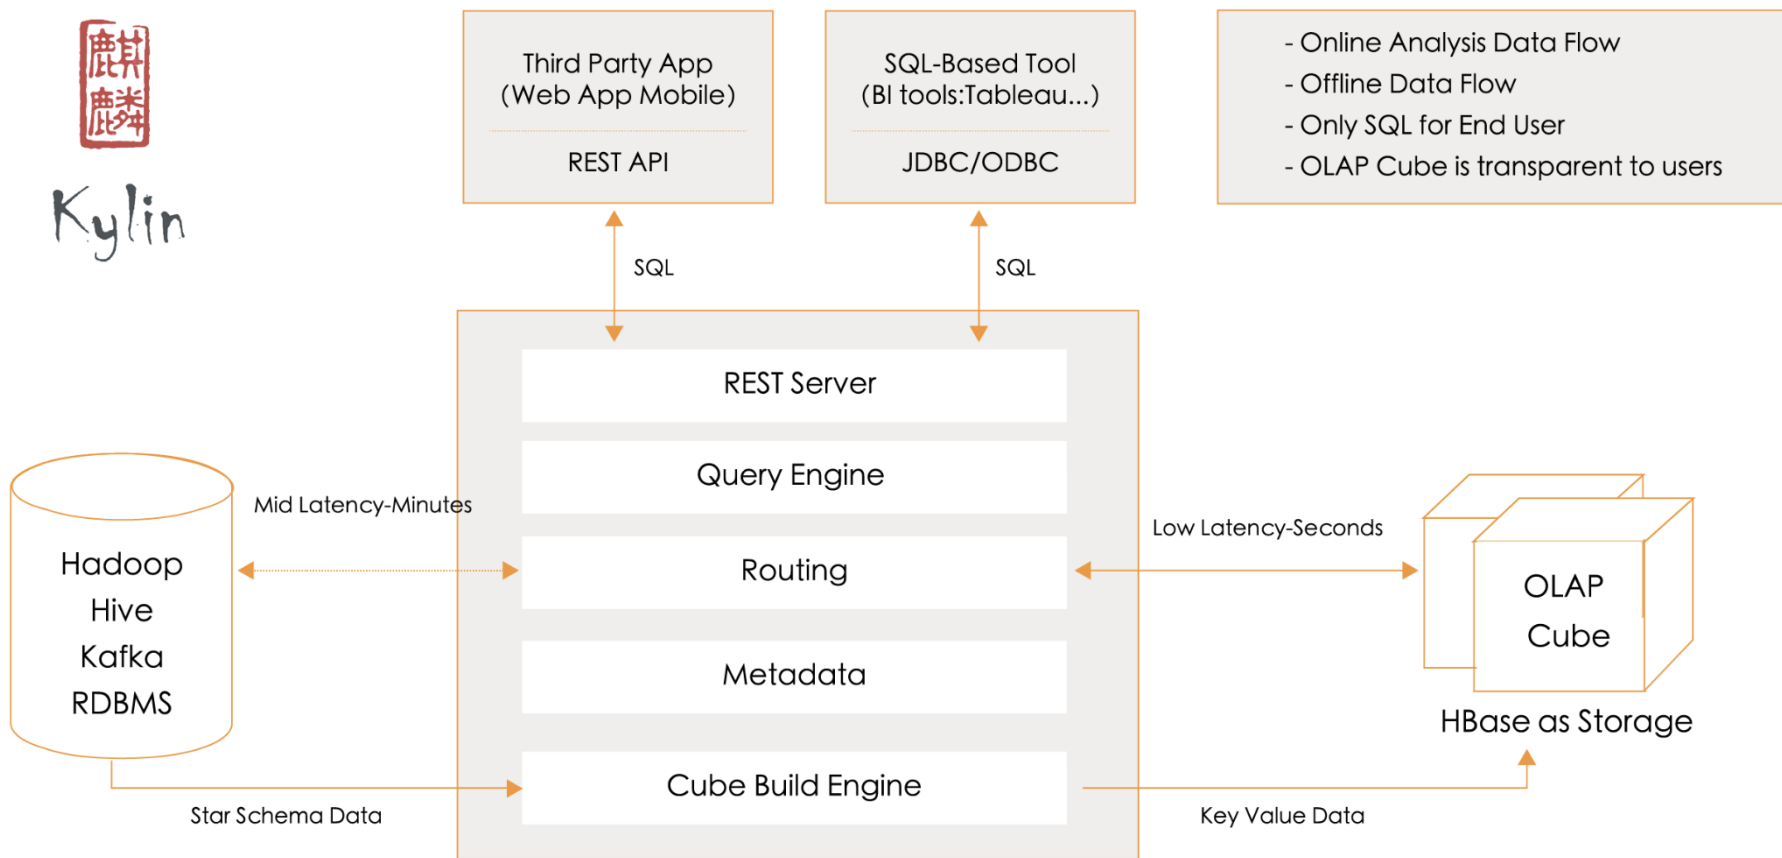 麒
麟
Kylin
Third Party App
(Web App Mobile)
REST API
SQL-Based Tool
(BI tools:Tableau...)
JDBC/ODBC
- Online Analysis Data Flow
- Offline Data Flow
- Only SQL for End User
- OLAP Cube is transparent to users
SQL
SQL
REST Server
Query Engine
Routing
Metadata
Cube Build Engine
Mid Latency-Minutes
Hadoop
Hive
Kafka
RDBMS
Star Schema Data
Low Latency-Seconds
OLAP
Cube
HBase as Storage
Key Value Data